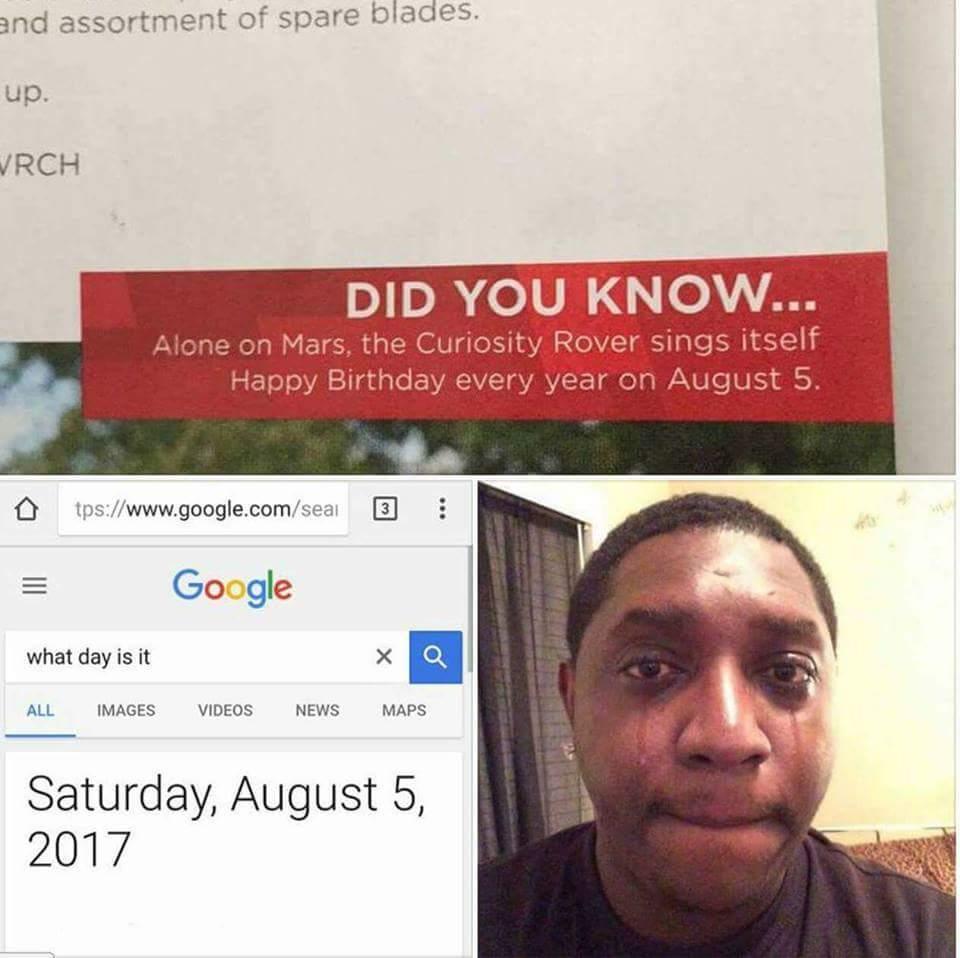 and assortment of spare blades.
up.
DID YOU KNOW...
Alone on Mars, the Curiosity Rover sings itself
Happy Birthday every year on August 5.
tps://www.google.com/sear
3
Google
what day is it
ALL IMAGES VIDEOS NEWS MAPS
Saturday, August 5,
2017